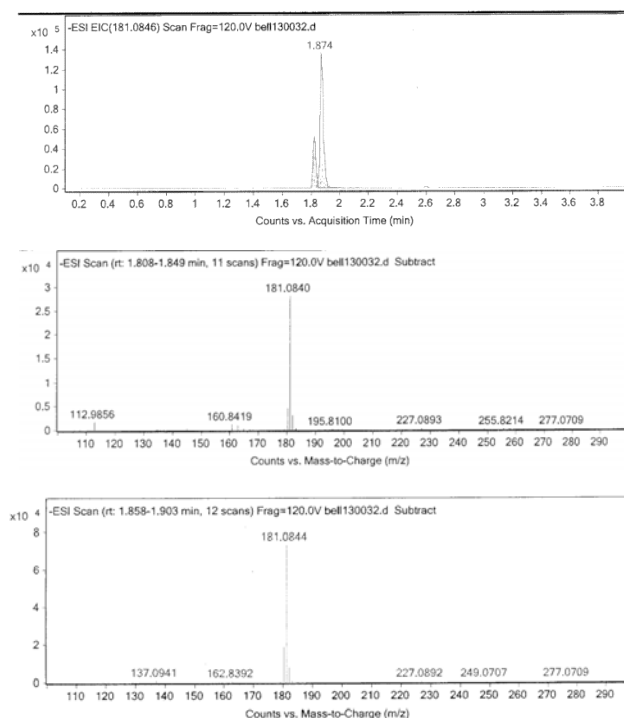 -ESI EIC(181.0846) Scan Frag=120.0V bell130032.d
x10 5
1.874
1.4
1.2
1
0.8
0.6
0.4
0.2
0
0.2 0.4 0.6 0.8 1 1.2 1.4 1.6 1.8 2 2.2 2.4 2.6 2.8 3 3.2 3.4 3.6 3.8
Counts vs. Acquisition Time (min)
-ESI Scan (rt: 1.808-1.849 min, 11 scans) Frag=120.0V bell130032.d Subtract
x10 4
181.0840
3
2.5
2
1.5
1
0.5
0
112.9856 160.8419 195.8100 227.0893 255.8214 277.0709
110 120 130 140 150 160 170 180 190 200 210 220 230 240 250 260 270 280 290
Counts vs. Mass-to-Charge (m/z)
-ESI Scan (rt: 1.858-1.903 min, 12 scans) Frag=120.0V bell130032.d Subtract
x10 4
181.0844
8
6
4
2
0
137.0941 162.8392 227.0892 249.0707 277.0709
110 120 130 140 150 160 170 180 190 200 210 220 230 240 250 260 270 280 290
Counts vs. Mass-to-Charge (m/z)